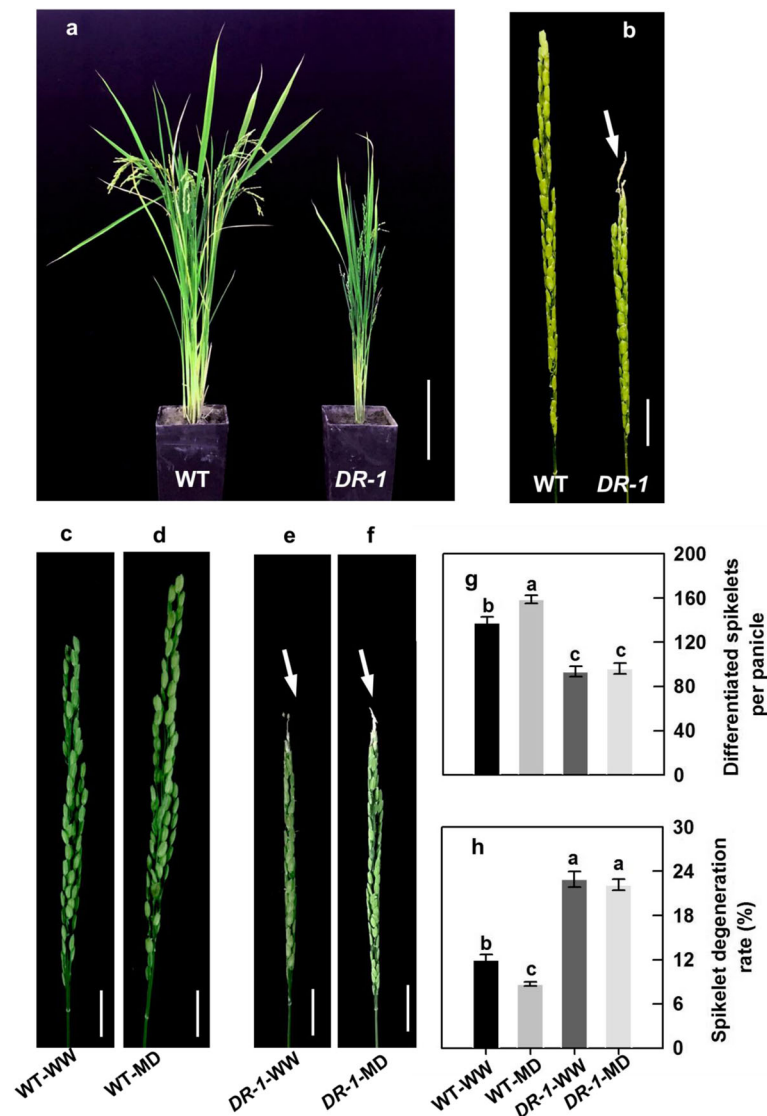 a
b
WT
DR-1
WT
DR-1
c
d
e
f
WT-WW
WT-MD
DR-1-WW
DR-1-MD
g
b
a
c
c
200
160
120
80
40
0
Differentiated spikelets
per panicle
h
b
c
a
a
30
24
18
12
6
0
Spikelet degeneration
rate (%)
WT-WW
WT-MD
DR-1-WW
DR-1-MD